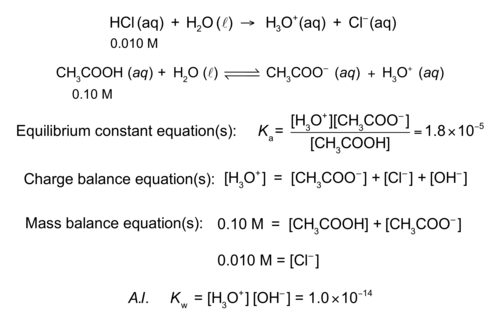 HCl (aq) + H₂O (ℓ) → H₃O⁺ (aq) + Cl⁻ (aq)
0.010 M
CH₃COOH (aq) + H₂O (ℓ) ⇌ CH₃COO⁻ (aq) + H₃O⁺ (aq)
0.10 M
Equilibrium constant equation(s): Kₐ = [H₃O⁺][CH₃COO⁻] / [CH₃COOH] = 1.8 × 10⁻⁵
Charge balance equation(s): [H₃O⁺] = [CH₃COO⁻] + [Cl⁻] + [OH⁻]
Mass balance equation(s): 0.10 M = [CH₃COOH] + [CH₃COO⁻]
0.010 M = [Cl⁻]
A.I. K_w = [H₃O⁺] [OH⁻] = 1.0 × 10⁻¹⁴